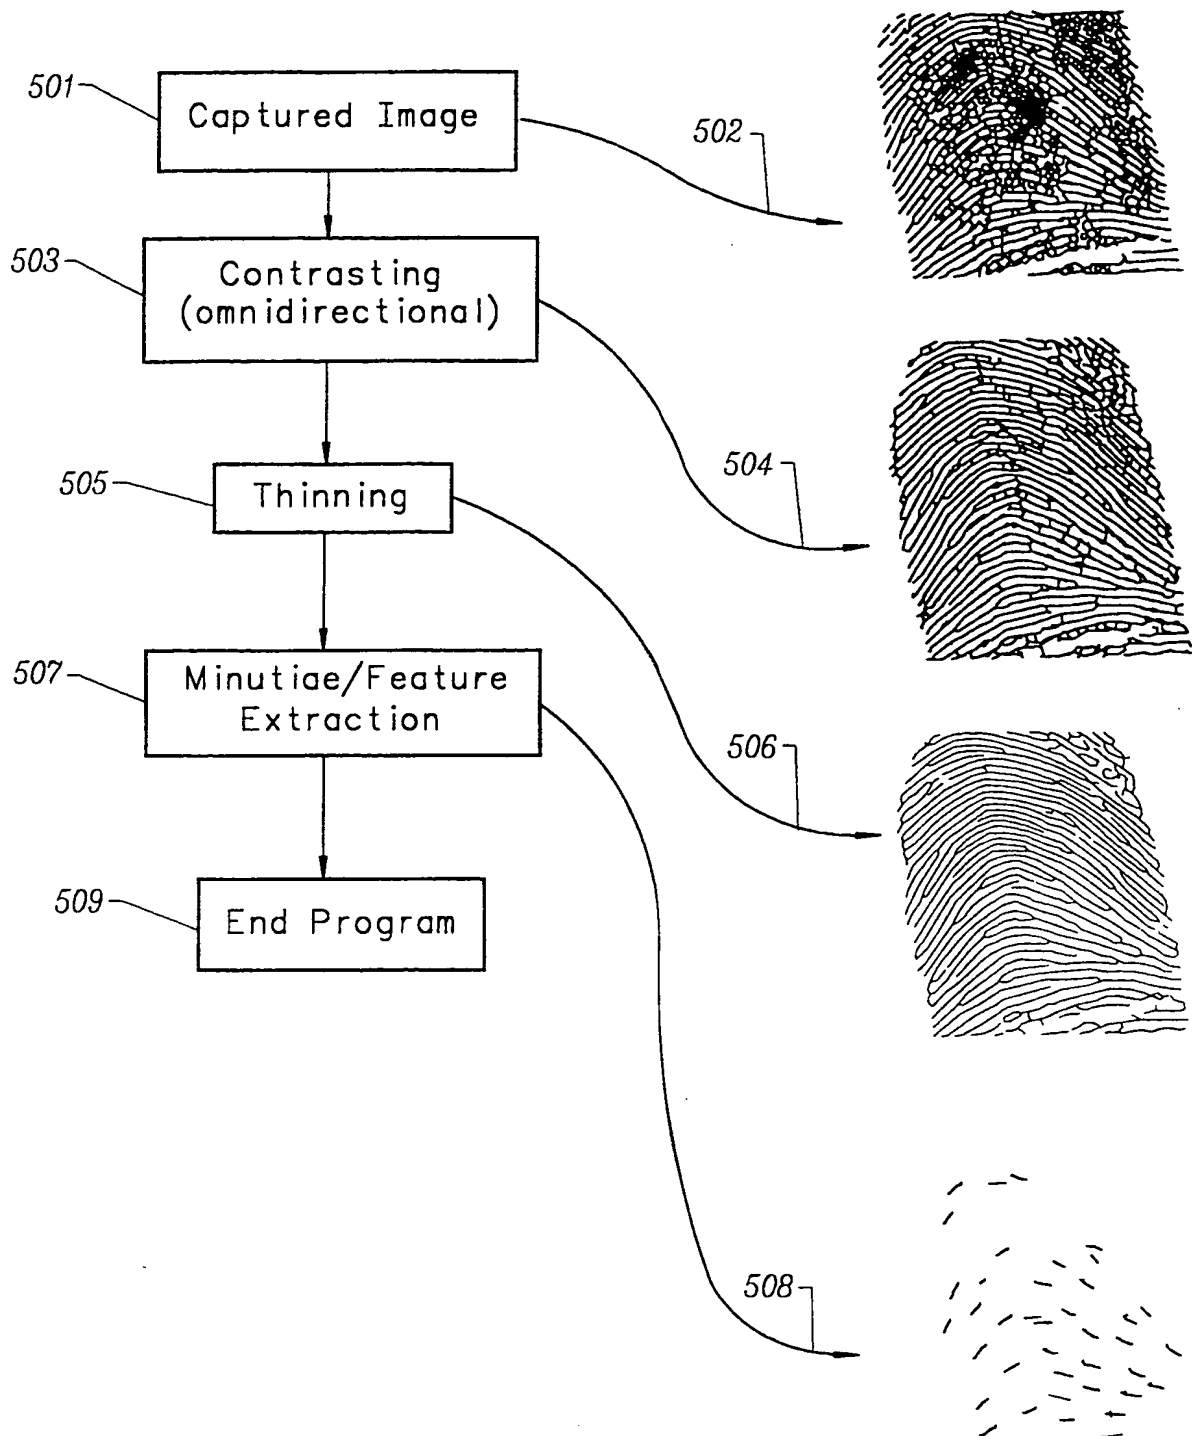 501
Captured Image
502
503
Contrasting
(omnidirectional)
504
505
Thinning
506
507
Minutiae/Feature
Extraction
508
509
End Program